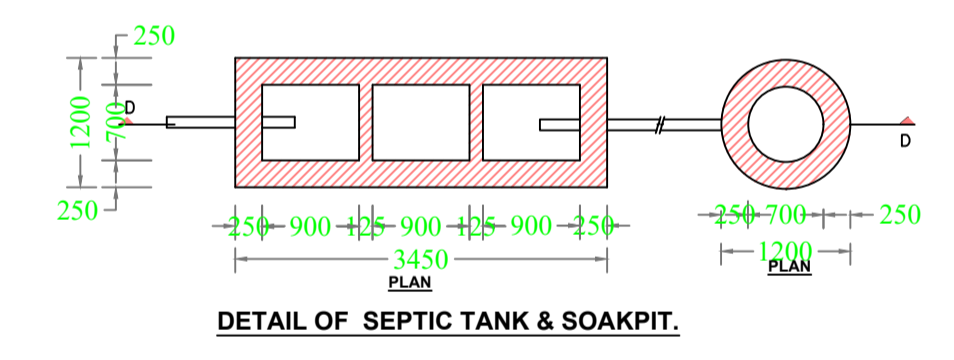 250
1200
700
D
250
250 900 125 900 125 900 250
3450
PLAN
D
250 700 250
1200
PLAN
DETAIL OF SEPTIC TANK & SOAKPIT.